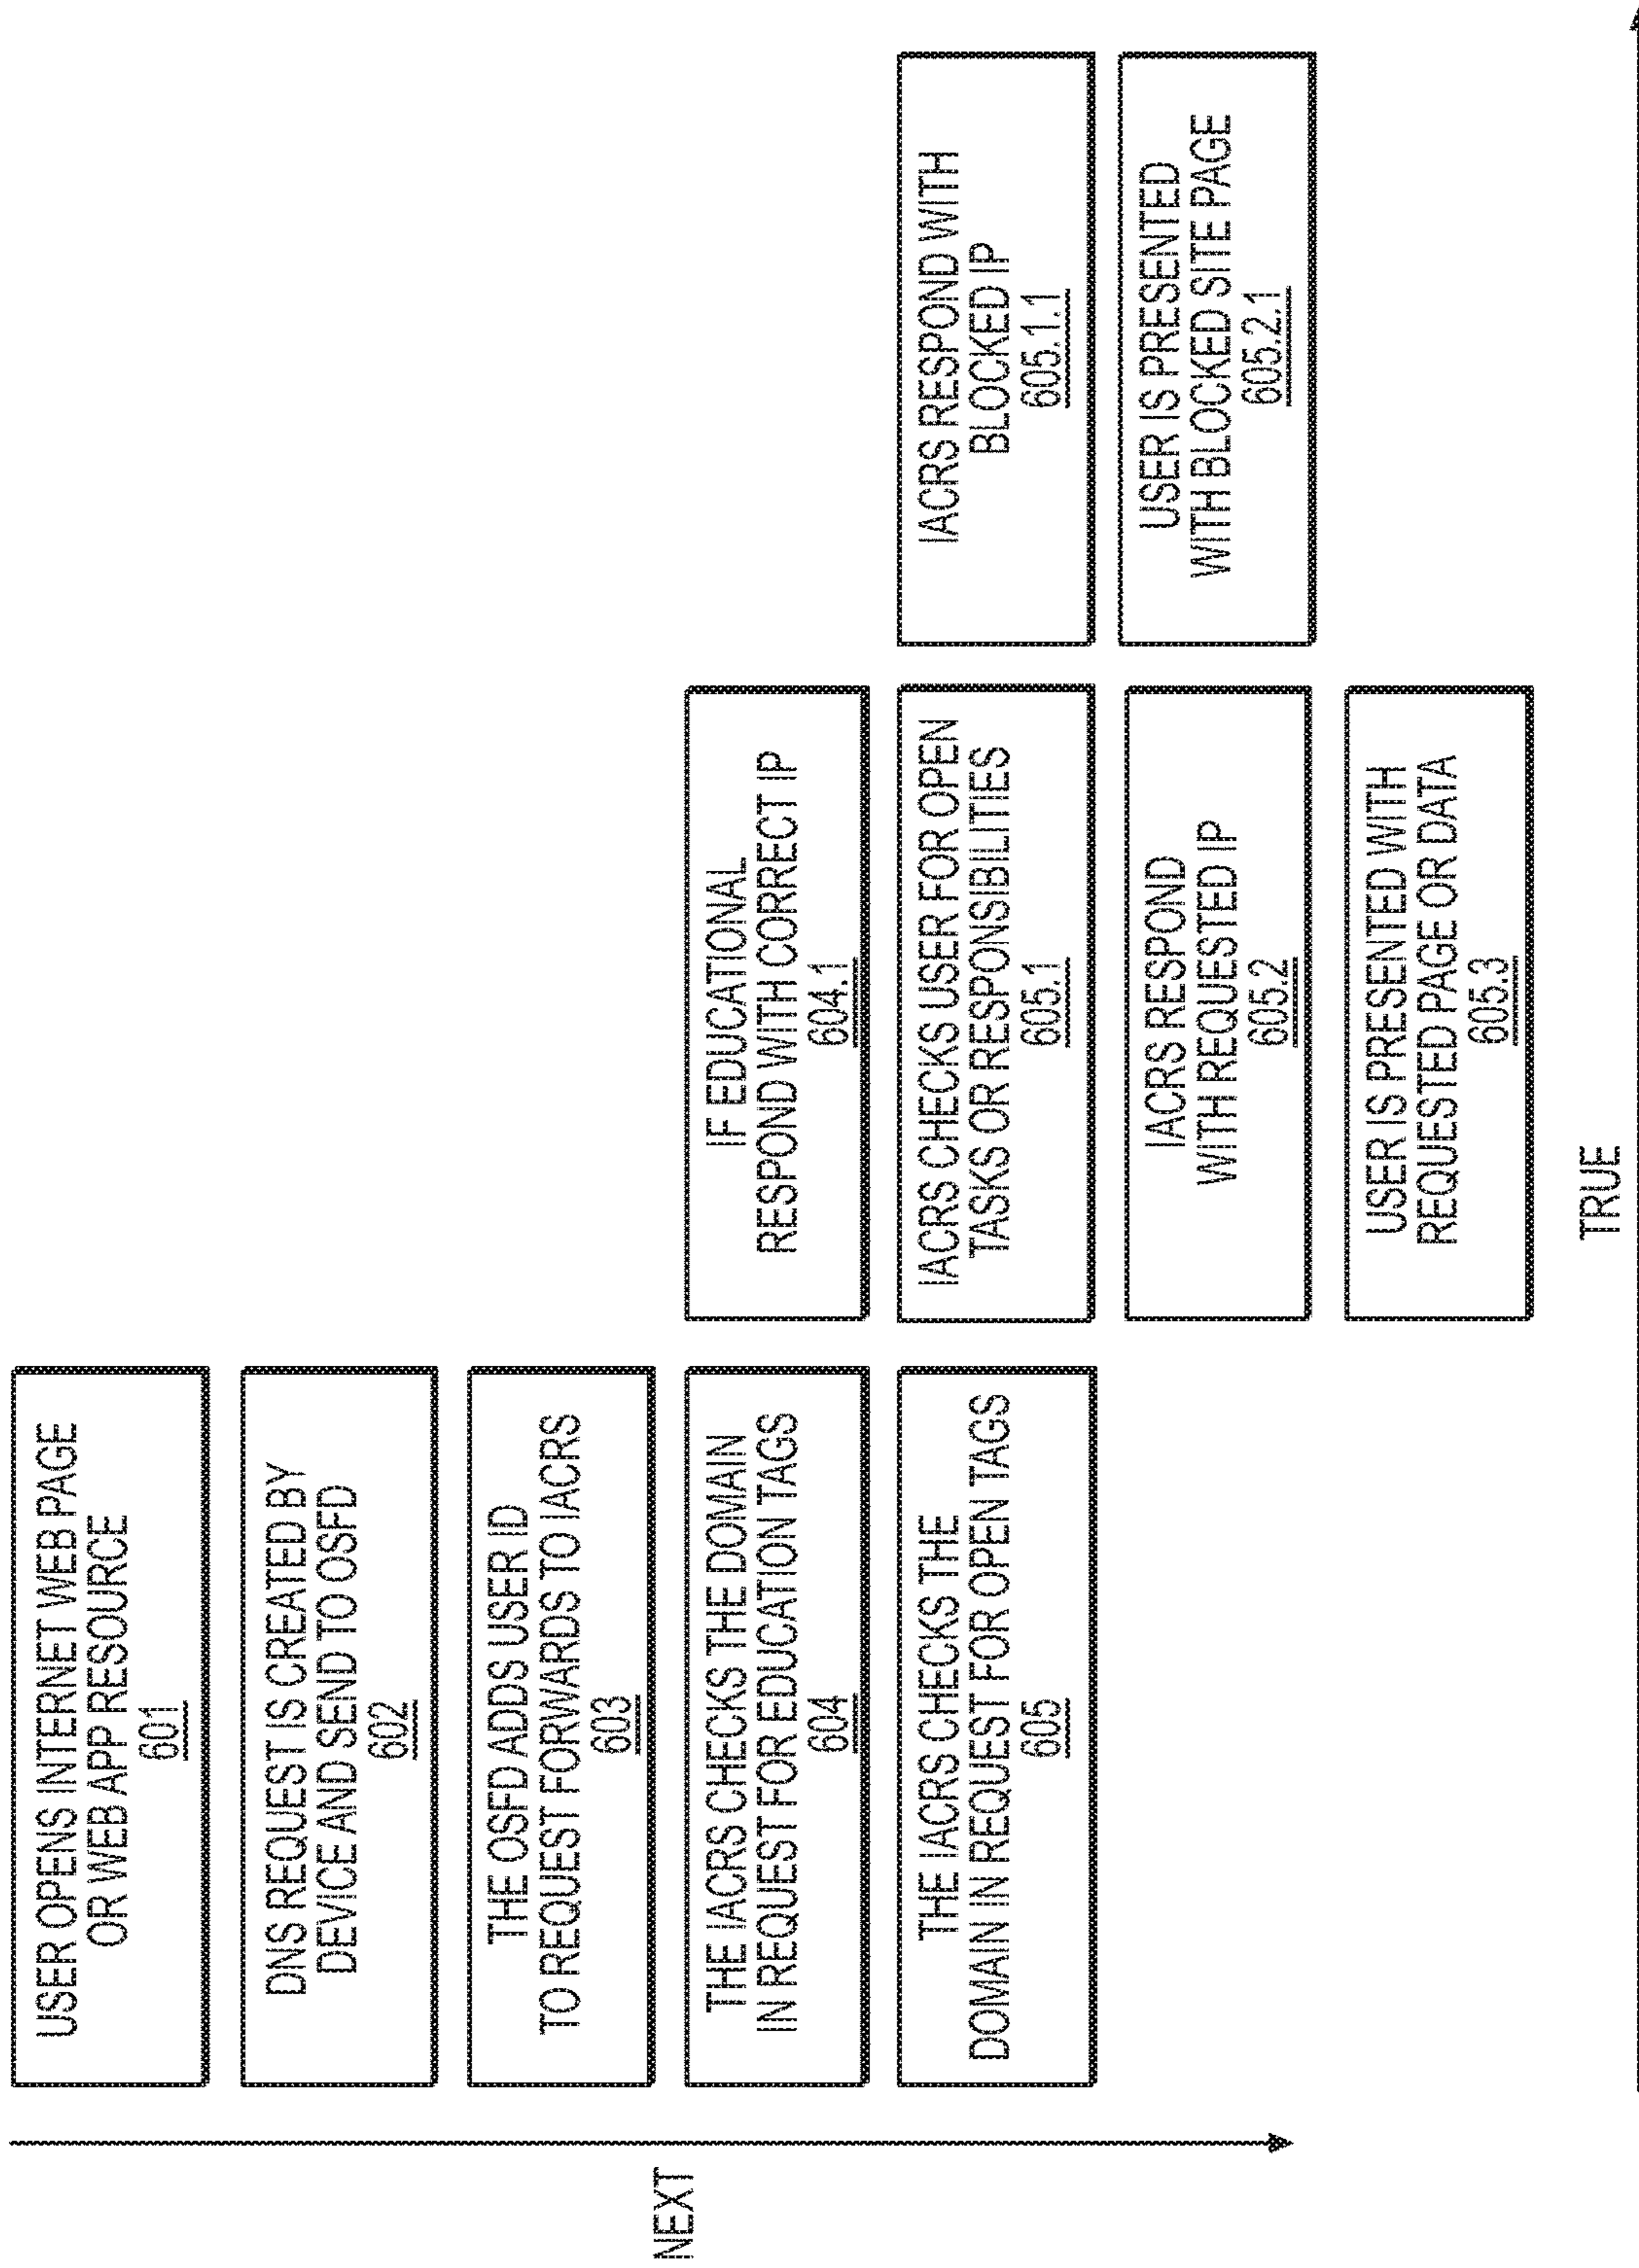 USER OPENS INTERNET WEB PAGE
OR WEB APP RESOURCE
601
DNS REQUEST IS CREATED BY
DEVICE AND SEND TO OSFD
602
THE OSFD ADDS USER ID
TO REQUEST FORWARDS TO IACRS
603
THE IACRS CHECKS THE DOMAIN
IN REQUEST FOR EDUCATION TAGS
604
IF EDUCATIONAL
RESPOND WITH CORRECT IP
604.1
THE IACRS CHECKS THE
DOMAIN IN REQUEST FOR OPEN TAGS
605
IACRS CHECKS USER FOR OPEN
TASKS OR RESPONSIBILITIES
605.1
IACRS RESPOND WITH
BLOCKED IP
605.1.1
IACRS RESPOND
WITH REQUESTED IP
605.2
USER IS PRESENTED
WITH BLOCKED SITE PAGE
605.2.1
USER IS PRESENTED WITH
REQUESTED PAGE OR DATA
605.3
NEXT
TRUE